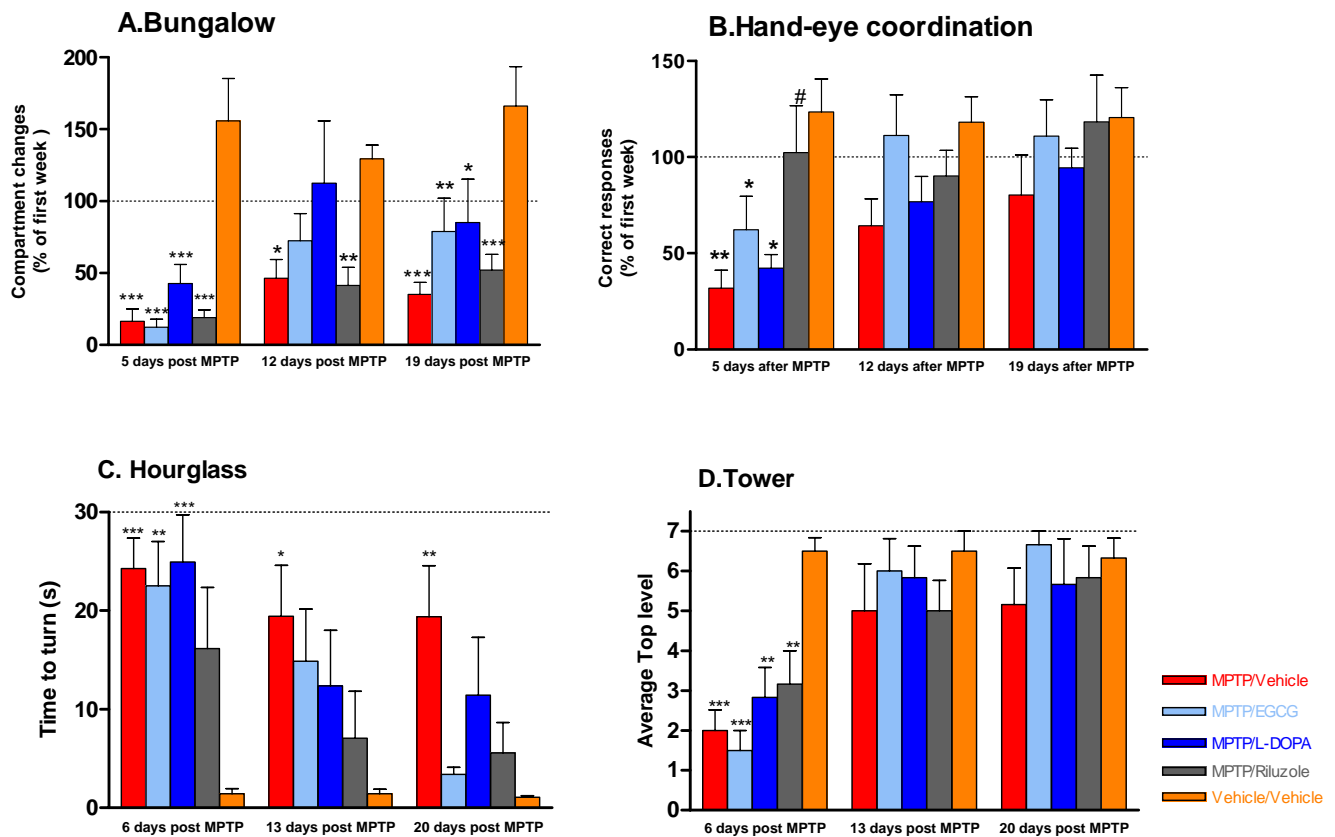 A.Bungalow
Compartment changes
(% of first week )
200
150
100
50
0
***
***
***
***
*
**
***
**
*
***
5 days post MPTP
12 days post MPTP
19 days post MPTP
B.Hand-eye coordination
Correct responses
(% of first week)
150
100
50
0
**
*
*
#
5 days after MPTP
12 days after MPTP
19 days after MPTP
C. Hourglass
Time to turn (s)
30
20
10
0
***
**
***
*
**
6 days post MPTP
13 days post MPTP
20 days post MPTP
D.Tower
Average Top level
7
6
5
4
3
2
1
0
***
***
**
**
6 days post MPTP
13 days post MPTP
20 days post MPTP
MPTP/Vehicle
MPTP/EGCG
MPTP/L-DOPA
MPTP/Riluzole
Vehicle/Vehicle